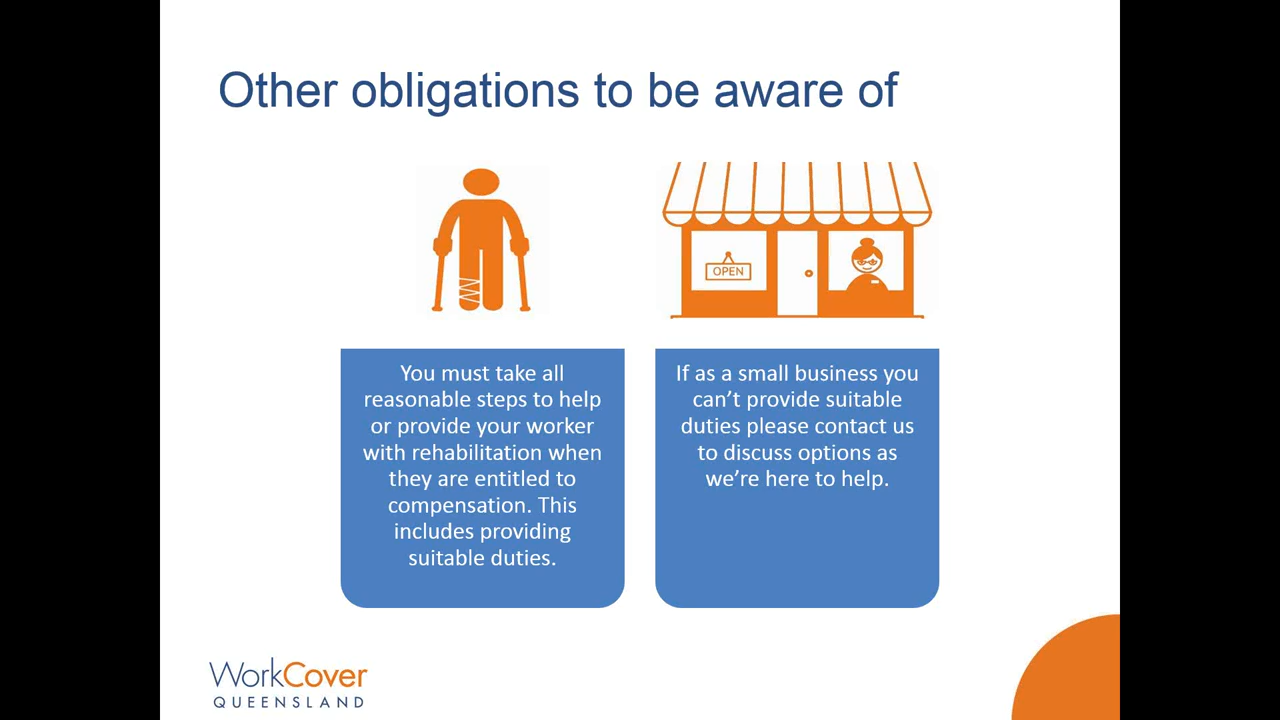 Other obligations to be aware of
OPEN
You must take all
reasonable steps to help
or provide your worker
with rehabilitation when
they are entitled to
compensation. This
includes providing
suitable duties.
If as a small business you
can’t provide suitable
duties please contact us
to discuss options as
we’re here to help.
WorkCover
QUEENSLAND